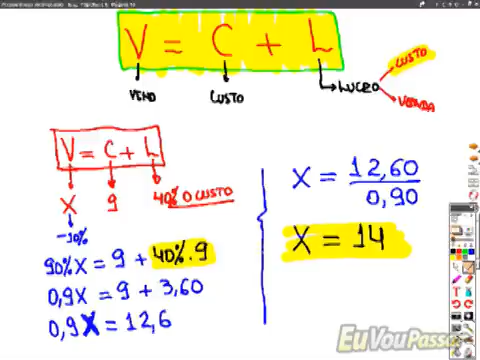 V = C + L
CUSTO
VEND
CUSTO
LUCRO
VENDA
V = C + L
X 9 40% O CUSTO
-10%
90% X = 9 + 40% . 9
0,9X = 9 + 3,60
0,9X = 12,6
X = 12,60
0,90
X = 14
EuVouPassar